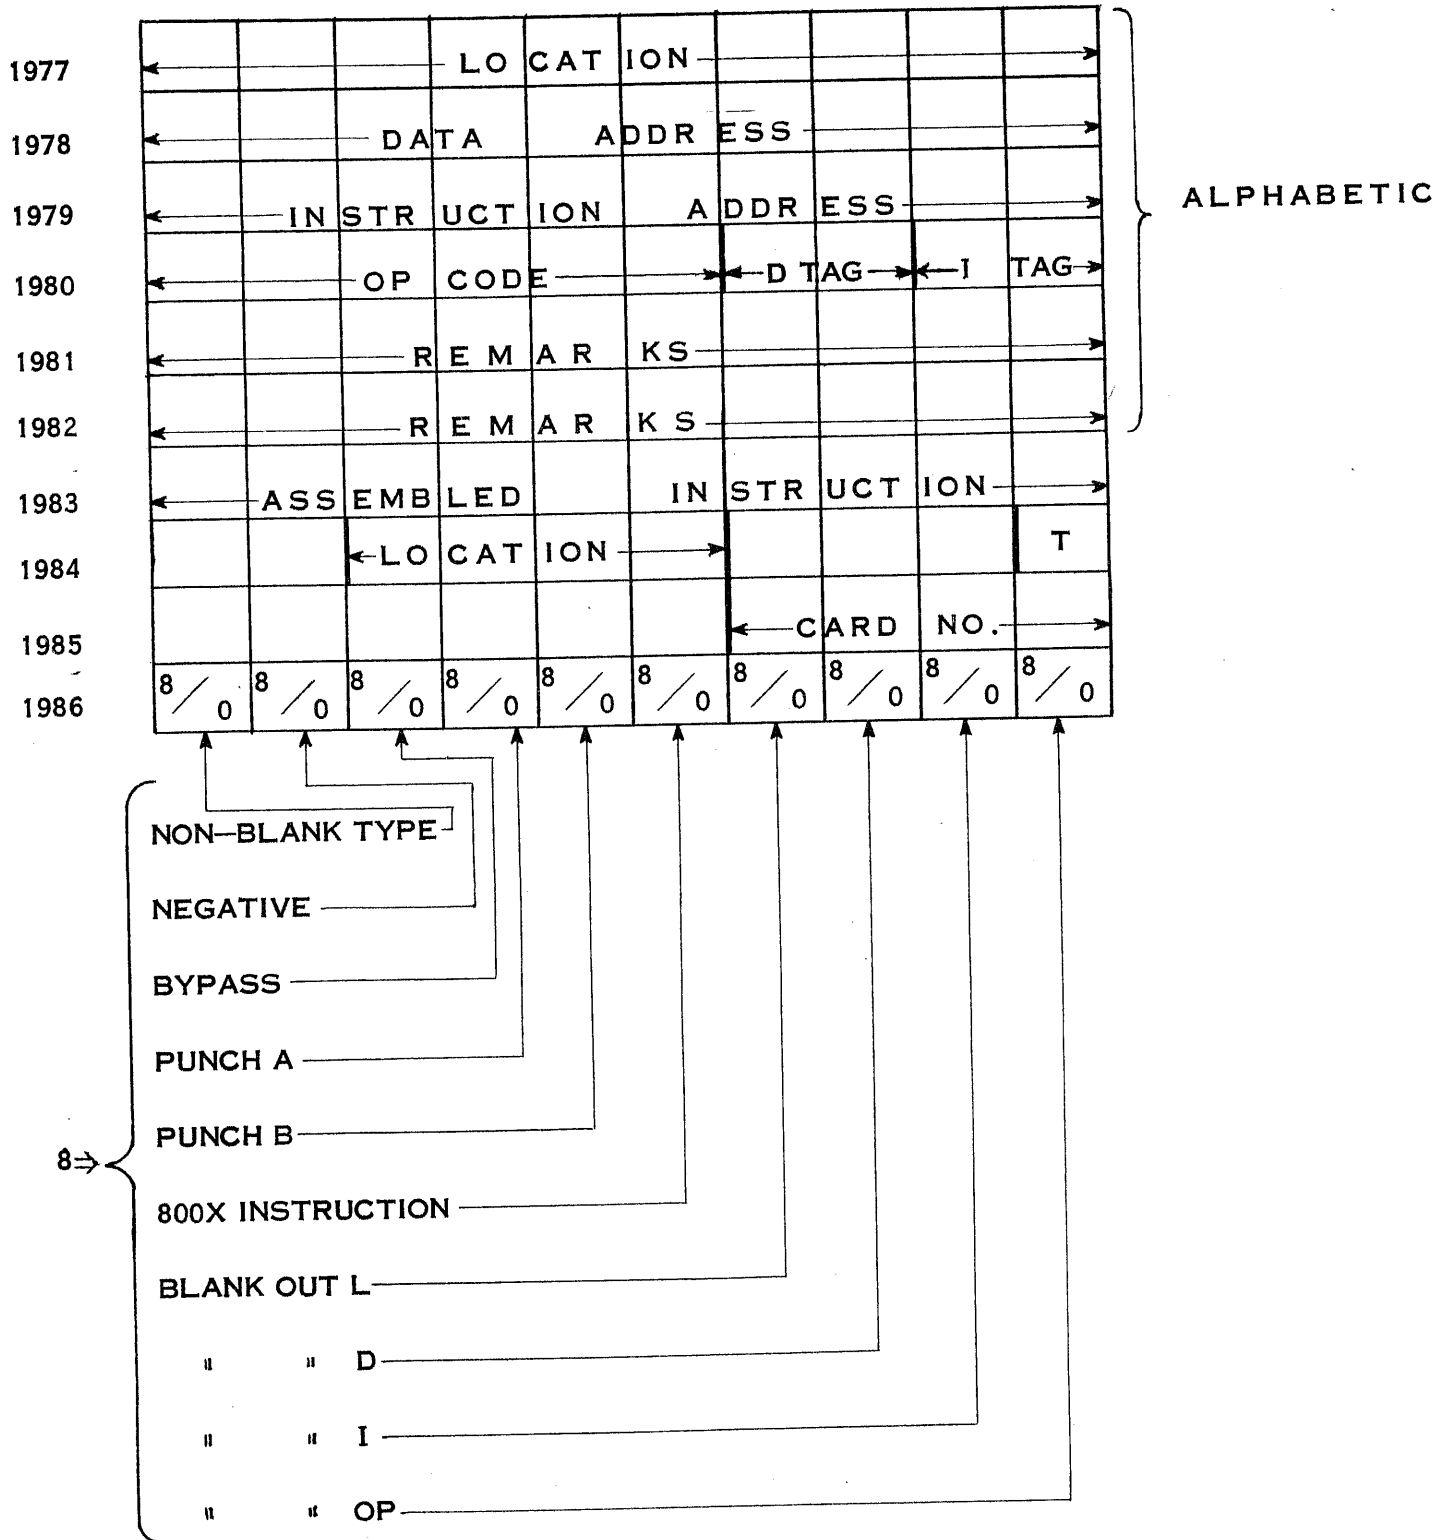 1977 LOCATION
1978 DATA ADDRESS
1979 INSTRUCTION ADDRESS
ALPHABETIC
1980 OP CODE D TAG I TAG
1981 REMARKS
1982 REMARKS
1983 ASSEMBLED INSTRUCTION
1984 LOCATION T
1985 CARD NO.
1986 8/0 8/0 8/0 8/0 8/0 8/0 8/0 8/0 8/0 8/0
NON-BLANK TYPE
NEGATIVE
BYPASS
PUNCH A
PUNCH B
8⇒
800X INSTRUCTION
BLANK OUT L
" " D
" " I
" " OP